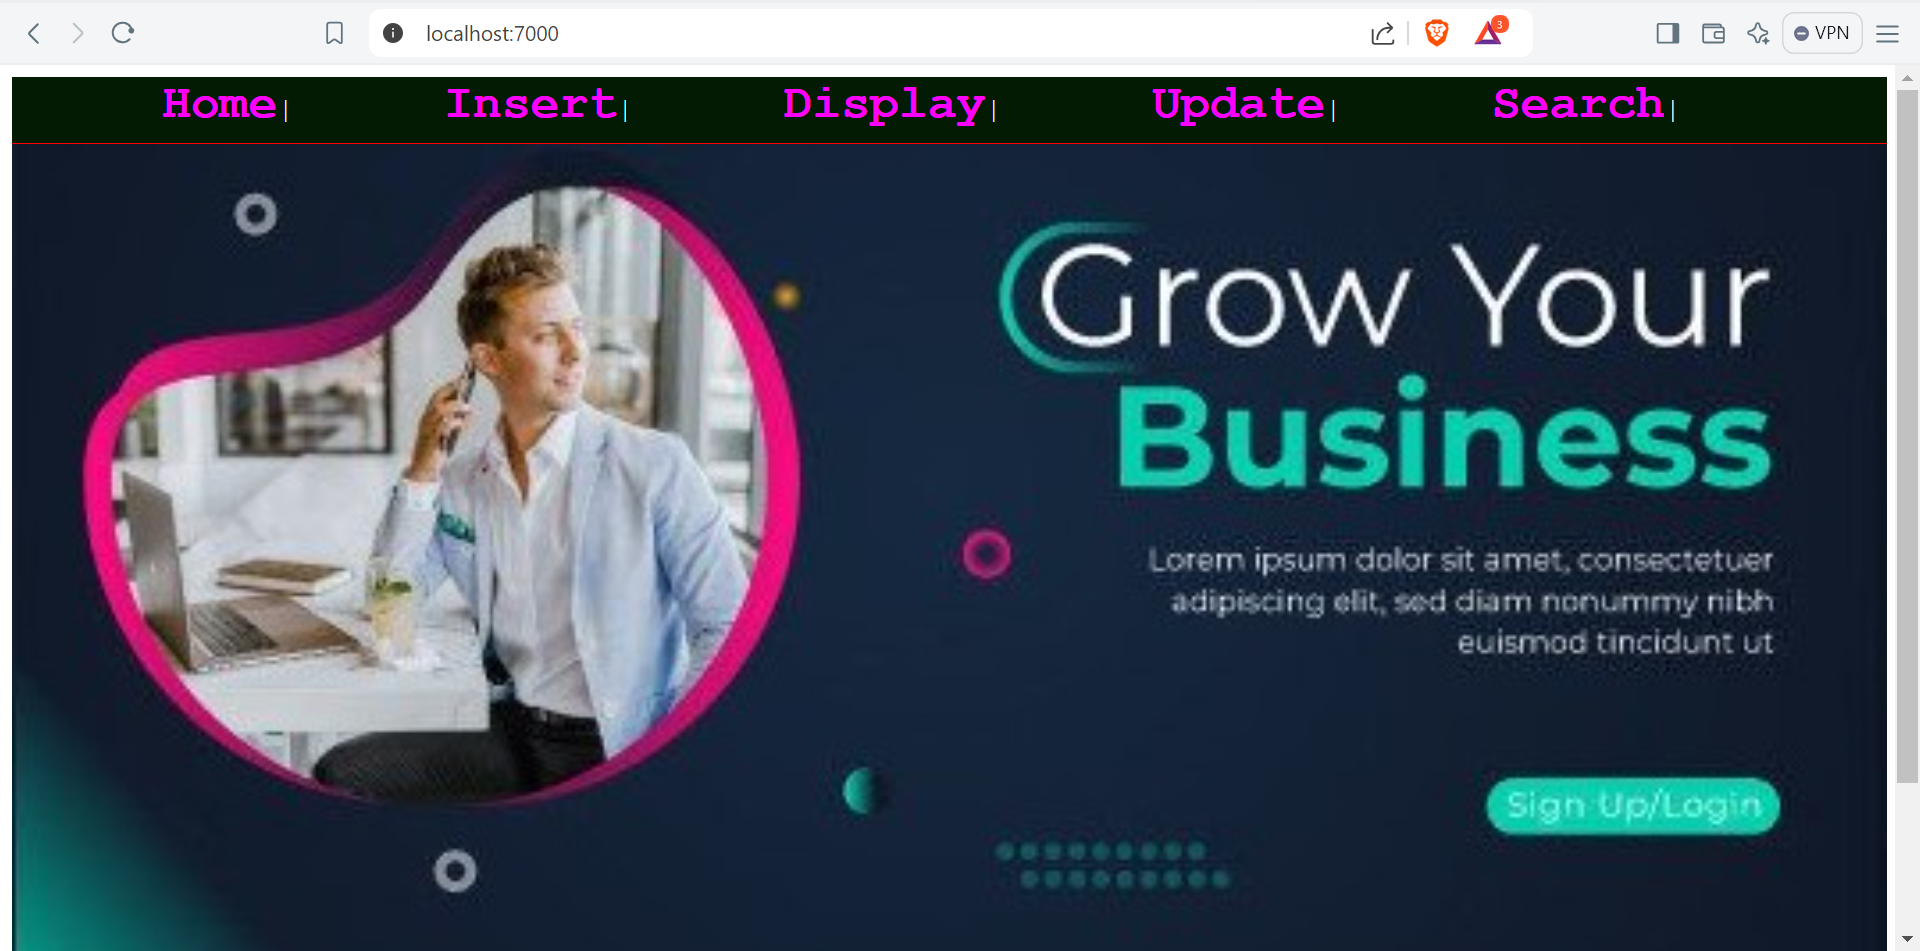 localhost:7000
3
VPN
Home| Insert| Display| Update| Search|
Grow Your
Business
Lorem ipsum dolor sit amet, consectetuer
adipiscing elit, sed diam nonummy nibh
euismod tincidunt ut
Sign Up/Login